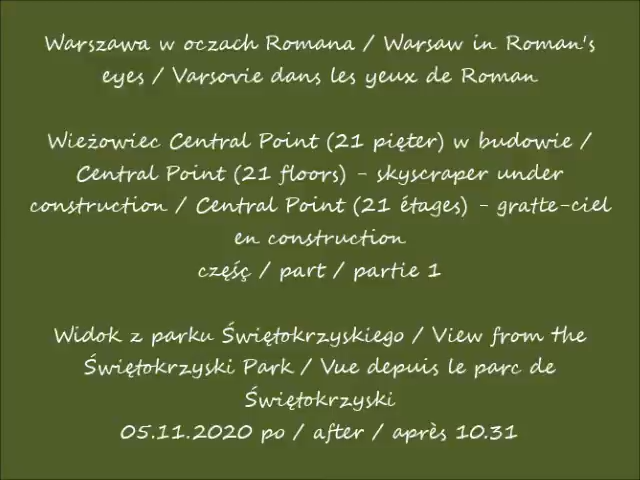 Warszawa w oczach Romana / Warsaw in Roman's
eyes / Varsovie dans les yeux de Roman
Wieżowiec Central Point (21 pięter) w budowie /
Central Point (21 floors) - skyscraper under
construction / Central Point (21 étages) - gratte-ciel
en construction
częśç / part / partie 1
Widok z parku Świętokrzyskiego / View from the
Świętokrzyski Park / Vue depuis le parc de
Świętokrzyski
05.11.2020 po / after / après 10.31